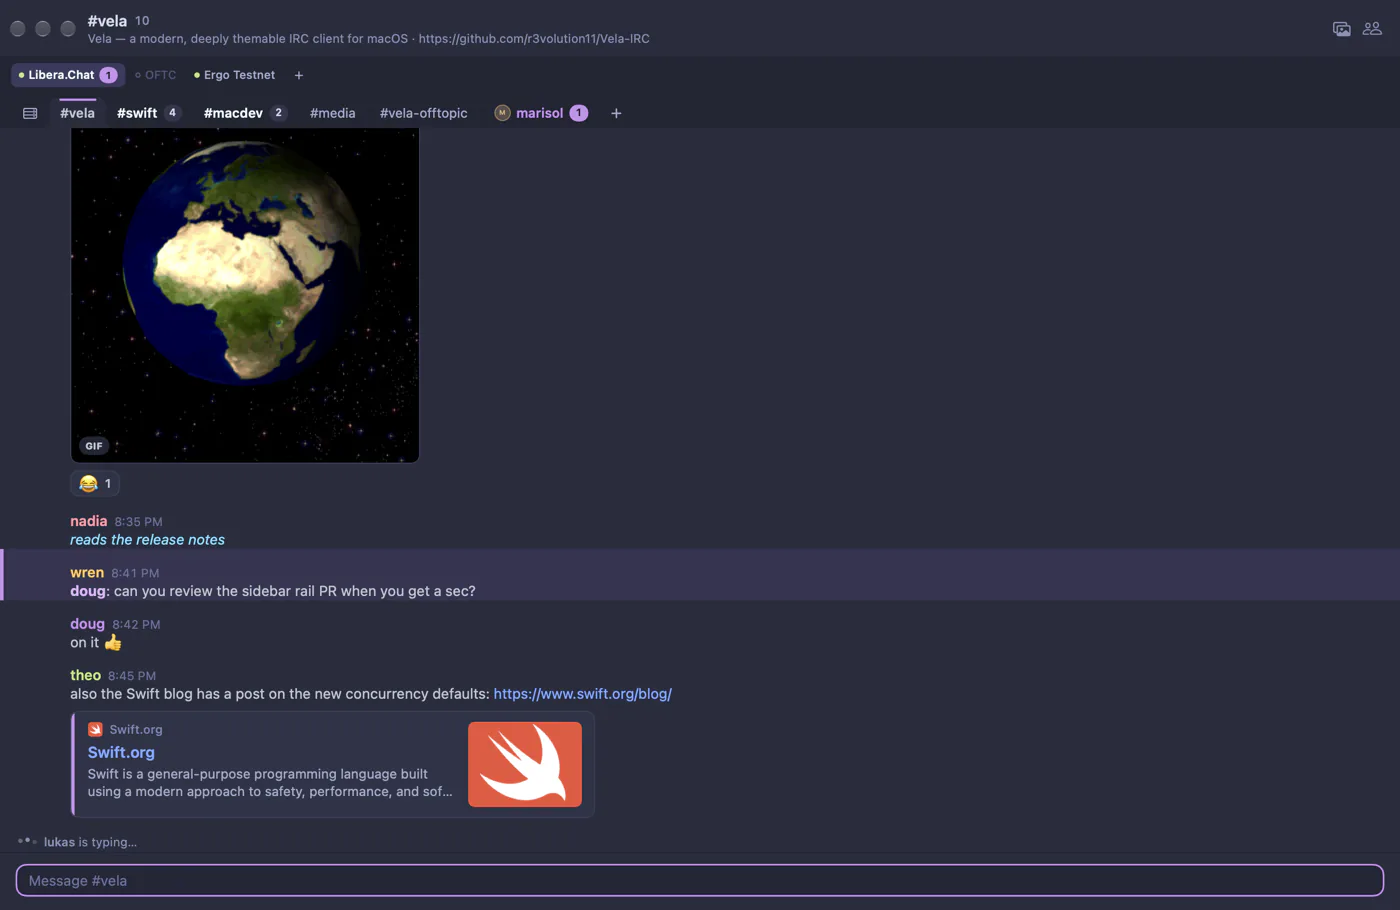 #vela 10
Vela — a modern, deeply themable IRC client for macOS · https://github.com/r3volution11/Vela-IRC
Libera.Chat 1 OFTC Ergo Testnet +
#vela #swift 4 #macdev 2 #media #vela-offtopic M marisol 1 +
GIF
😂 1
nadia 8:35 PM
reads the release notes
wren 8:41 PM
doug: can you review the sidebar rail PR when you get a sec?
doug 8:42 PM
on it 👍
theo 8:45 PM
also the Swift blog has a post on the new concurrency defaults: https://www.swift.org/blog/
Swift.org
Swift.org
Swift is a general-purpose programming language built
using a modern approach to safety, performance, and sof...
lukas is typing...
Message #vela